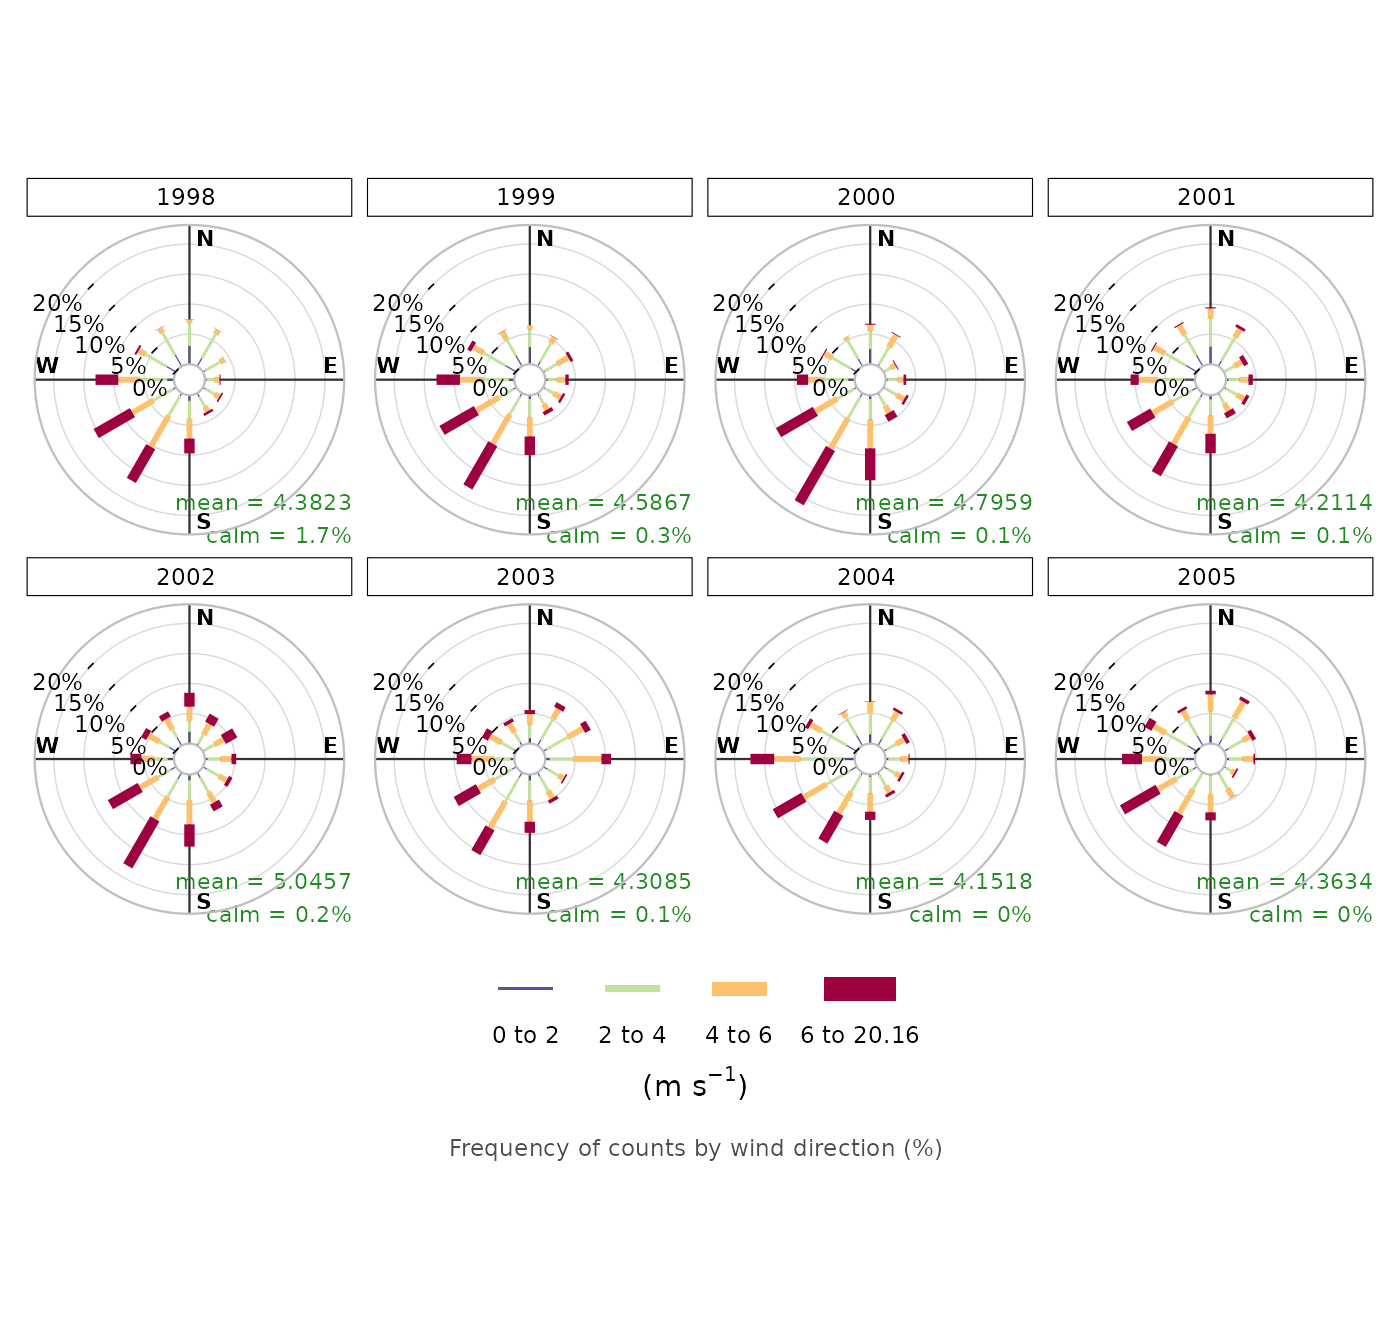 1998 1999 2000 2001
N N N N
20% 20% 20% 20%
15% 15% 15% 15%
10% 10% 10% 10%
W 5% E W 5% E W 5% E W 5% E
0% 0% 0% 0%
mean = 4.3823 mean = 4.5867 mean = 4.7959 mean = 4.2114
S S S S
calm = 1.7% calm = 0.3% calm = 0.1% calm = 0.1%
2002 2003 2004 2005
N N N N
20% 20% 20% 20%
15% 15% 15% 15%
10% 10% 10% 10%
W 5% E W 5% E W 5% E W 5% E
0% 0% 0% 0%
mean = 5.0457 mean = 4.3085 mean = 4.1518 mean = 4.3634
S S S S
calm = 0.2% calm = 0.1% calm = 0% calm = 0%
0 to 2 2 to 4 4 to 6 6 to 20.16
(m s⁻¹)
Frequency of counts by wind direction (%)